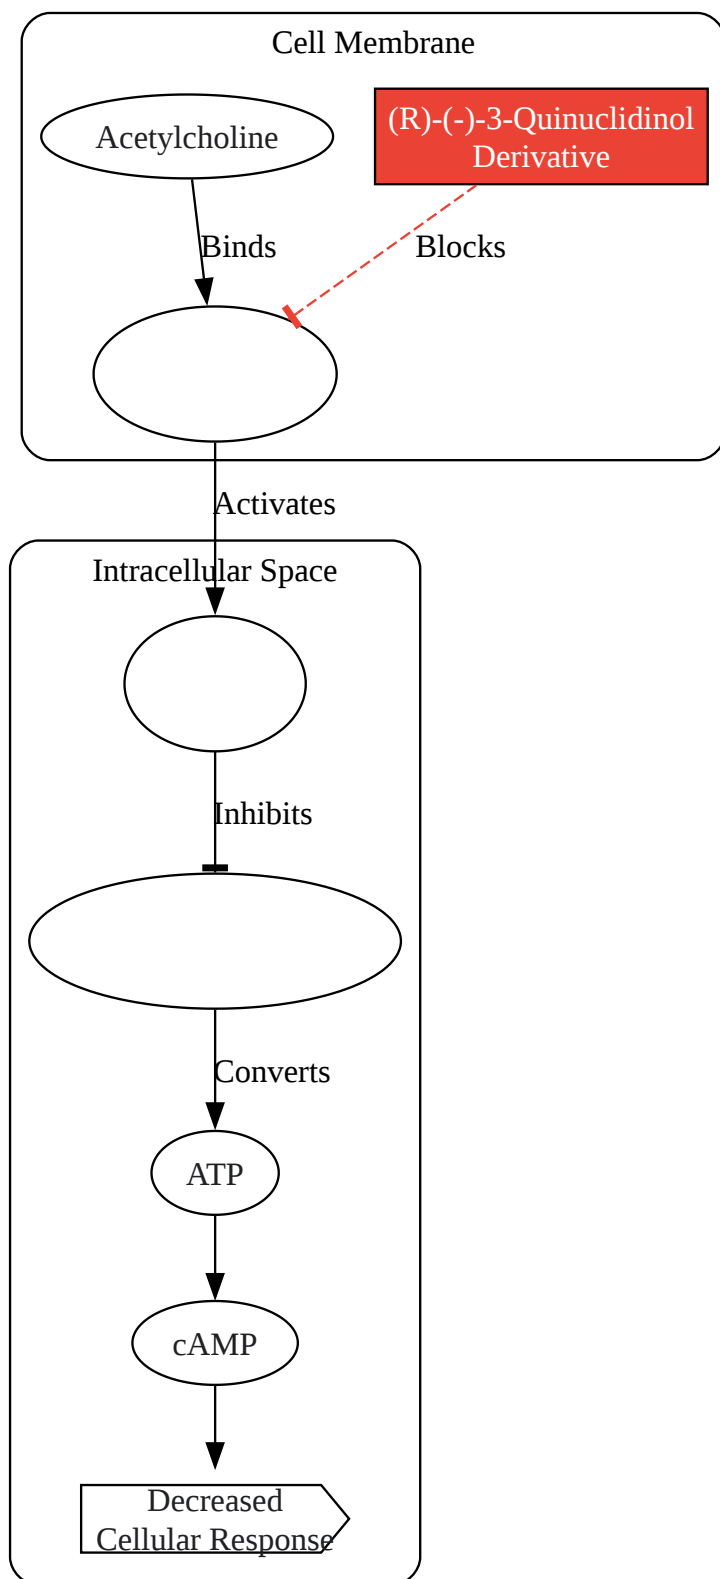 Cell Membrane
Acetylcholine
(R)-(-)-3-Quinuclidinol
Derivative
Binds
Blocks
Activates
Intracellular Space
Inhibits
Converts
ATP
cAMP
Decreased
Cellular Response